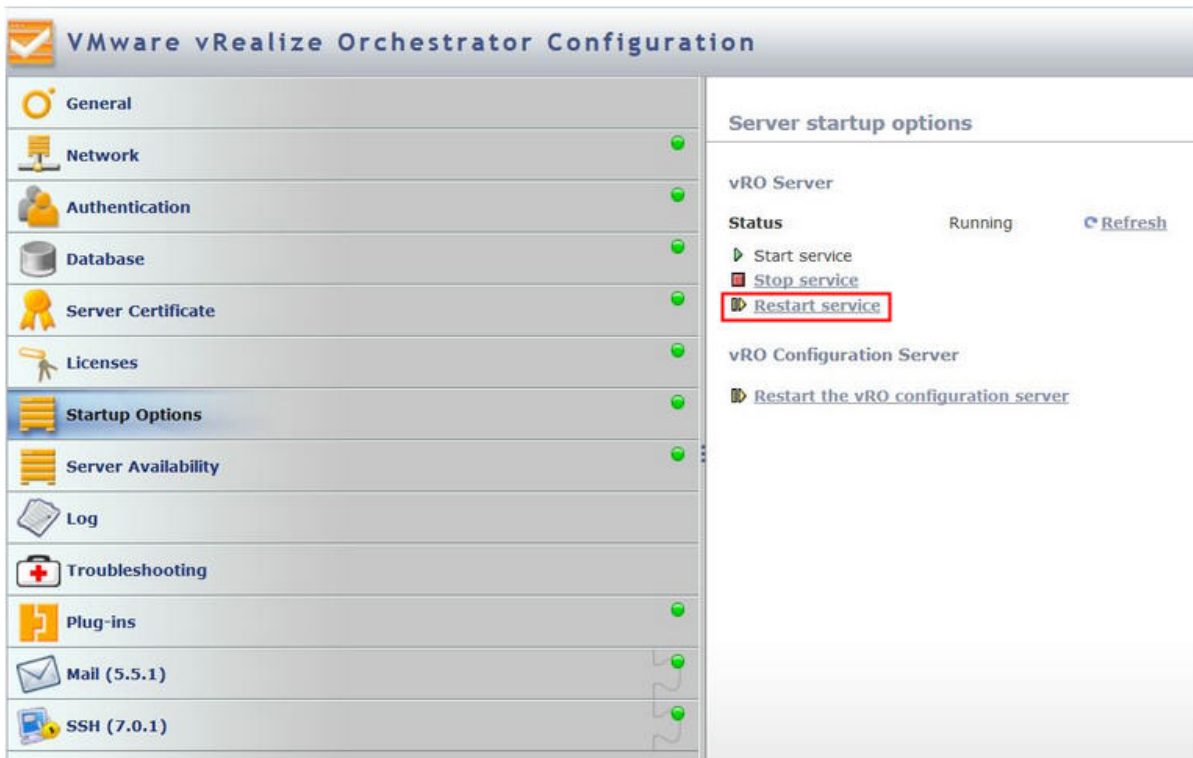 VMware vRealize Orchestrator Configuration
General
Network
Authentication
Database
Server Certificate
Licenses
Startup Options
Server Availability
Log
Troubleshooting
Plug-ins
Mail (5.5.1)
SSH (7.0.1)
Server startup options
vRO Server
Status Running Refresh
Start service
Stop service
Restart service
vRO Configuration Server
Restart the vRO configuration server